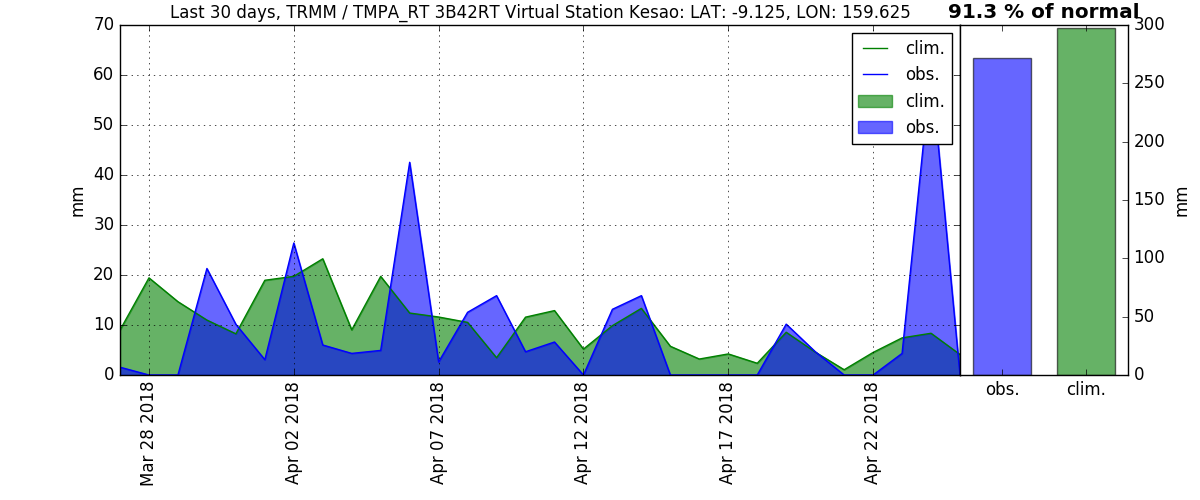 Last 30 days, TRMM / TMPA_RT 3B42RT Virtual Station Kesao: LAT: -9.125, LON: 159.625
91.3 % of normal
70
60
50
40
30
20
10
0
mm
clim.
obs.
clim.
obs.
300
250
200
150
100
50
0
mm
obs.
clim.
Mar 28 2018
Apr 02 2018
Apr 07 2018
Apr 12 2018
Apr 17 2018
Apr 22 2018